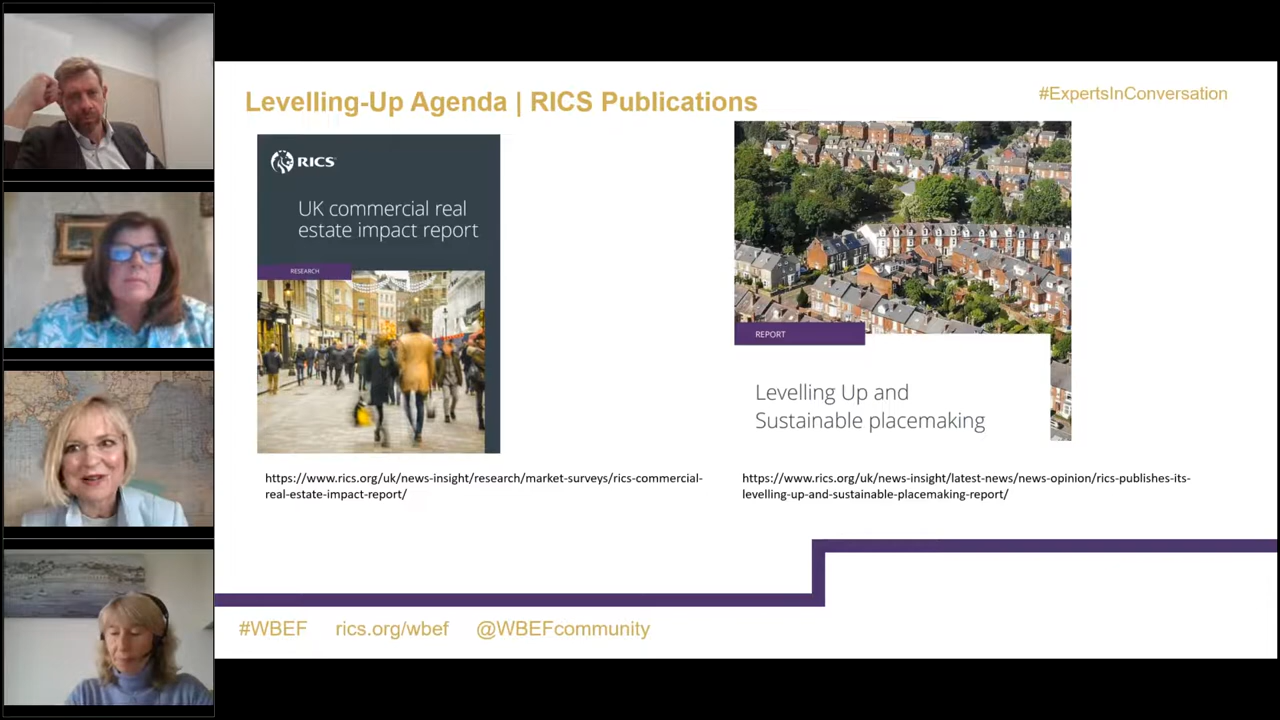 Levelling-Up Agenda | RICS Publications
#ExpertsInConversation
RICS
UK commercial real
estate impact report
RESEARCH
REPORT
Levelling Up and
Sustainable placemaking
https://www.rics.org/uk/news-insight/research/market-surveys/rics-commercial-
real-estate-impact-report/
https://www.rics.org/uk/news-insight/latest-news/news-opinion/rics-publishes-its-
levelling-up-and-sustainable-placemaking-report/
#WBEF rics.org/wbef @WBEFcommunity